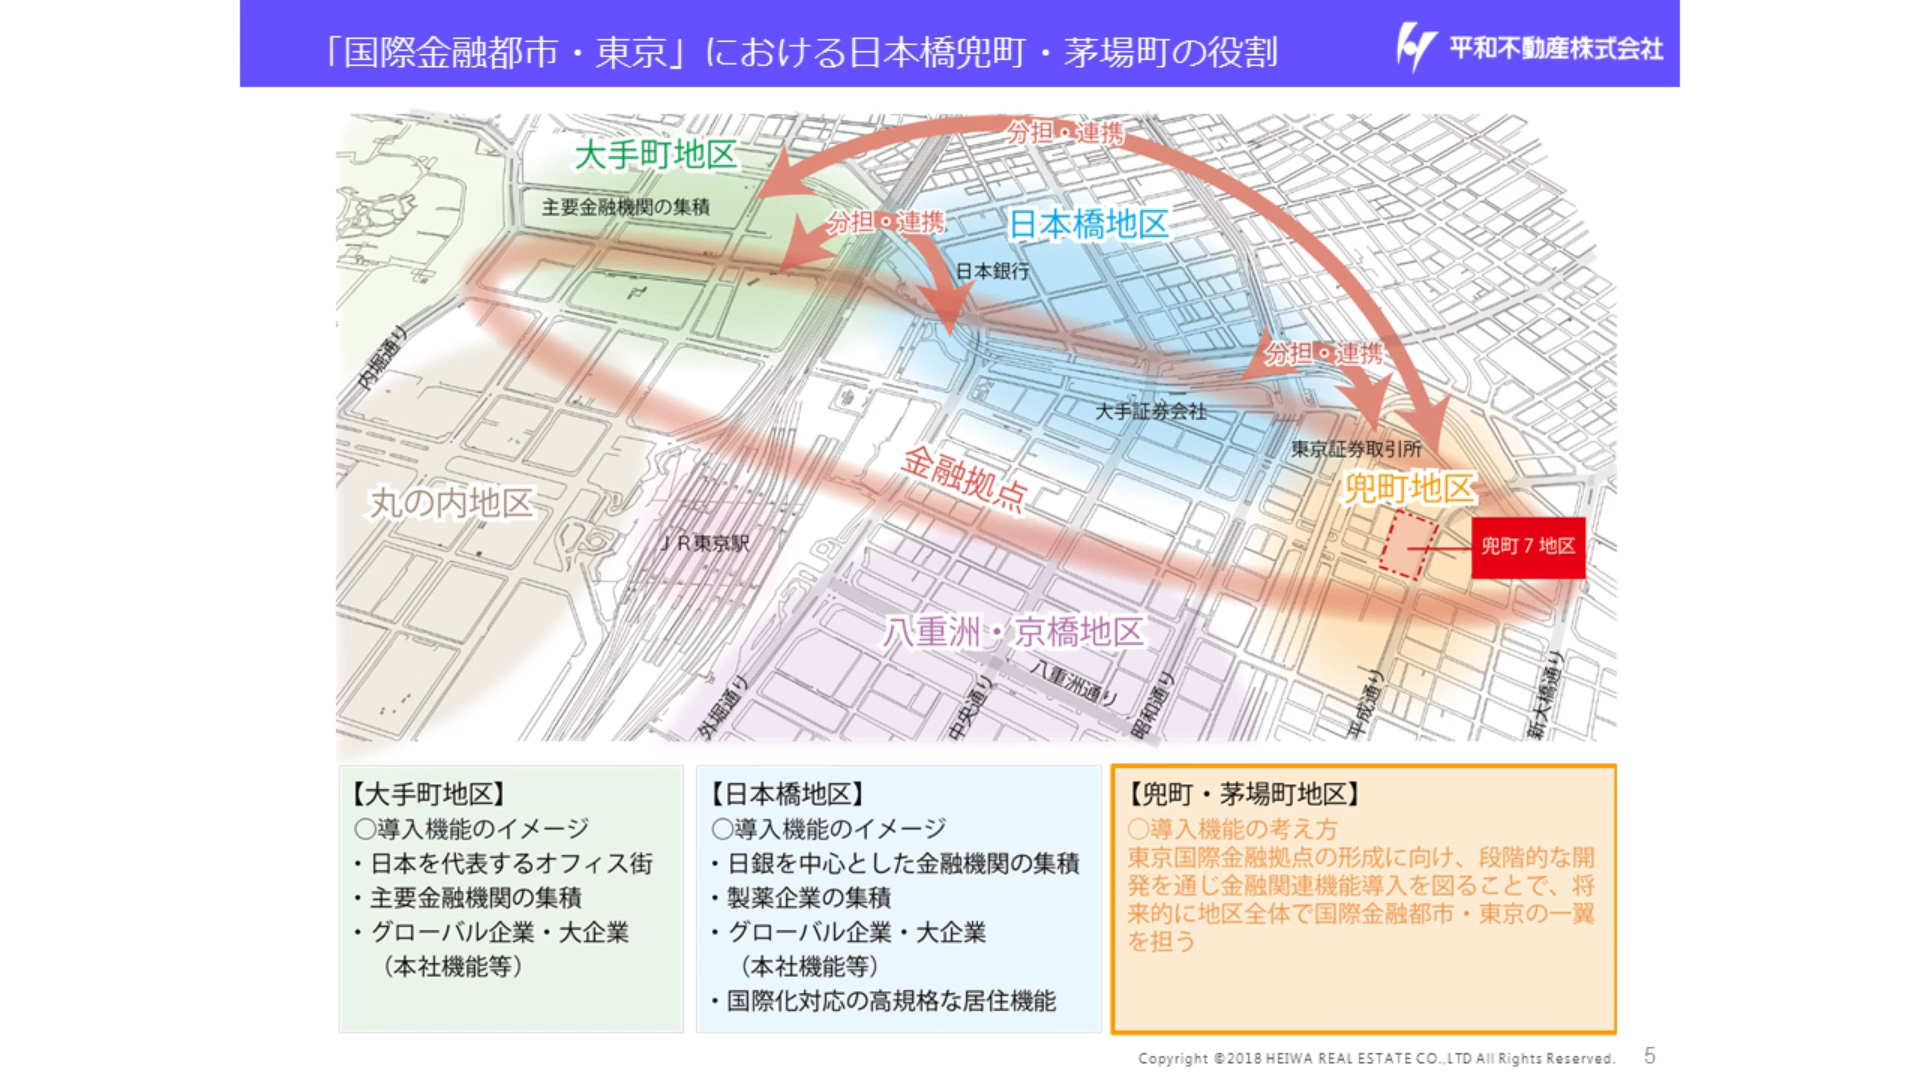 「国際金融都市・東京」における日本橋兜町・茅場町の役割
平和不動産株式会社
分担・連携
大手町地区
主要金融機関の集積
分担・連携
日本橋地区
日本銀行
内堀通り
分担・連携
大手証券会社
東京証券取引所
金融拠点
兜町地区
丸の内地区
JR東京駅
兜町7地区
八重洲・京橋地区
八重洲通り
外堀通り
中央通り
昭和通り
平成通り
新大橋通り
【大手町地区】
○導入機能のイメージ
・日本を代表するオフィス街
・主要金融機関の集積
・グローバル企業・大企業
（本社機能等）
【日本橋地区】
○導入機能のイメージ
・日銀を中心とした金融機関の集積
・製薬企業の集積
・グローバル企業・大企業
（本社機能等）
・国際化対応の高規格な居住機能
【兜町・茅場町地区】
○導入機能の考え方
東京国際金融拠点の形成に向け、段階的な開
発を通じ金融関連機能導入を図ることで、将
来的に地区全体で国際金融都市・東京の一翼
を担う
Copyright ©2018 HEIWA REAL ESTATE CO.,LTD All Rights Reserved.
5